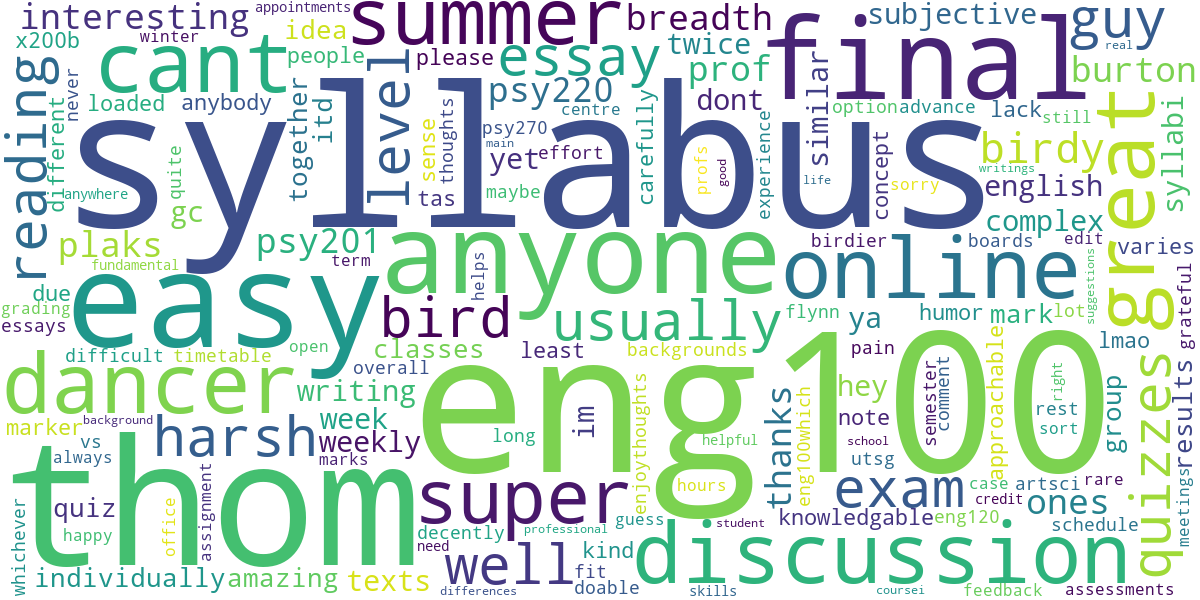 interesting
appointments
summer
breadth
subjective
guy
x200b
winter
idea
people
please
essay
twice
prof
final
real
burton
cant
loaded
anybody
level
psy220
centre
dont
similar
option
advance
lack
still
reading
never
different
syllabus
together
itd
sense
thoughts
psy270
main
yet
effort
carefully
profs
good
experience
concept
birdy
writings
great
syllabi
anywhere
quite
gc
tas
maybe
life
sorry
english
plaks
psy201
term
anyone
complex
fundamental
birdier
boards
edit
varies
due
easy
helps
online
suggestions
grateful
grading
essays
bird
usually
flynn
ya
humor
mark
lot
lmao
difficult
timetable
open
classes
least
backgrounds
pain
overall
dancer
writing
eng100
hey
right
results
marker
background
harsh
week
weekly
im
enjoythoughts
thanks
eng100which
note
semester
comment
approachable
rest
sort
group
quizzes
vs
always
marks
long
helpful
school
utsg
thom
super
hours
exam
case
artsci
rare
credit
ones
meetings
quiz
office
assignment
guess
student
knowledgable
eng120
schedule
whichever
happy
decently
professional
need
well
kind
discussion
individually
amazing
texts
fit
doable
differences
skills
coursei
feedback
assessments